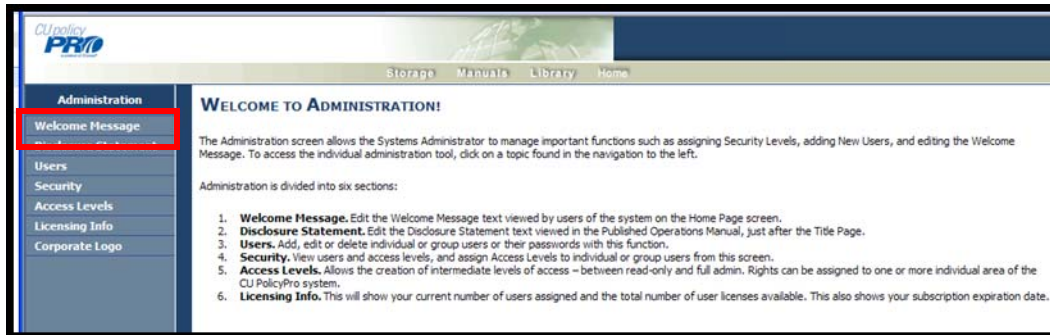 CU policy
PRO
Storage Manuals Library Home
Administration
Welcome Message
Users
Security
Access Levels
Licensing Info
Corporate Logo
WELCOME TO ADMINISTRATION!
The Administration screen allows the Systems Administrator to manage important functions such as assigning Security Levels, adding New Users, and editing the Welcome
Message. To access the individual administration tool, click on a topic found in the navigation to the left.
Administration is divided into six sections:
1. Welcome Message. Edit the Welcome Message text viewed by users of the system on the Home Page screen.
2. Disclosure Statement. Edit the Disclosure Statement text viewed in the Published Operations Manual, just after the Title Page.
3. Users. Add, edit or delete individual or group users or their passwords with this function.
4. Security. View users and access levels, and assign Access Levels to individual or group users from this screen.
5. Access Levels. Allows the creation of intermediate levels of access – between read-only and full admin. Rights can be assigned to one or more individual area of the
CU PolicyPro system.
6. Licensing Info. This will show your current number of users assigned and the total number of user licenses available. This also shows your subscription expiration date.